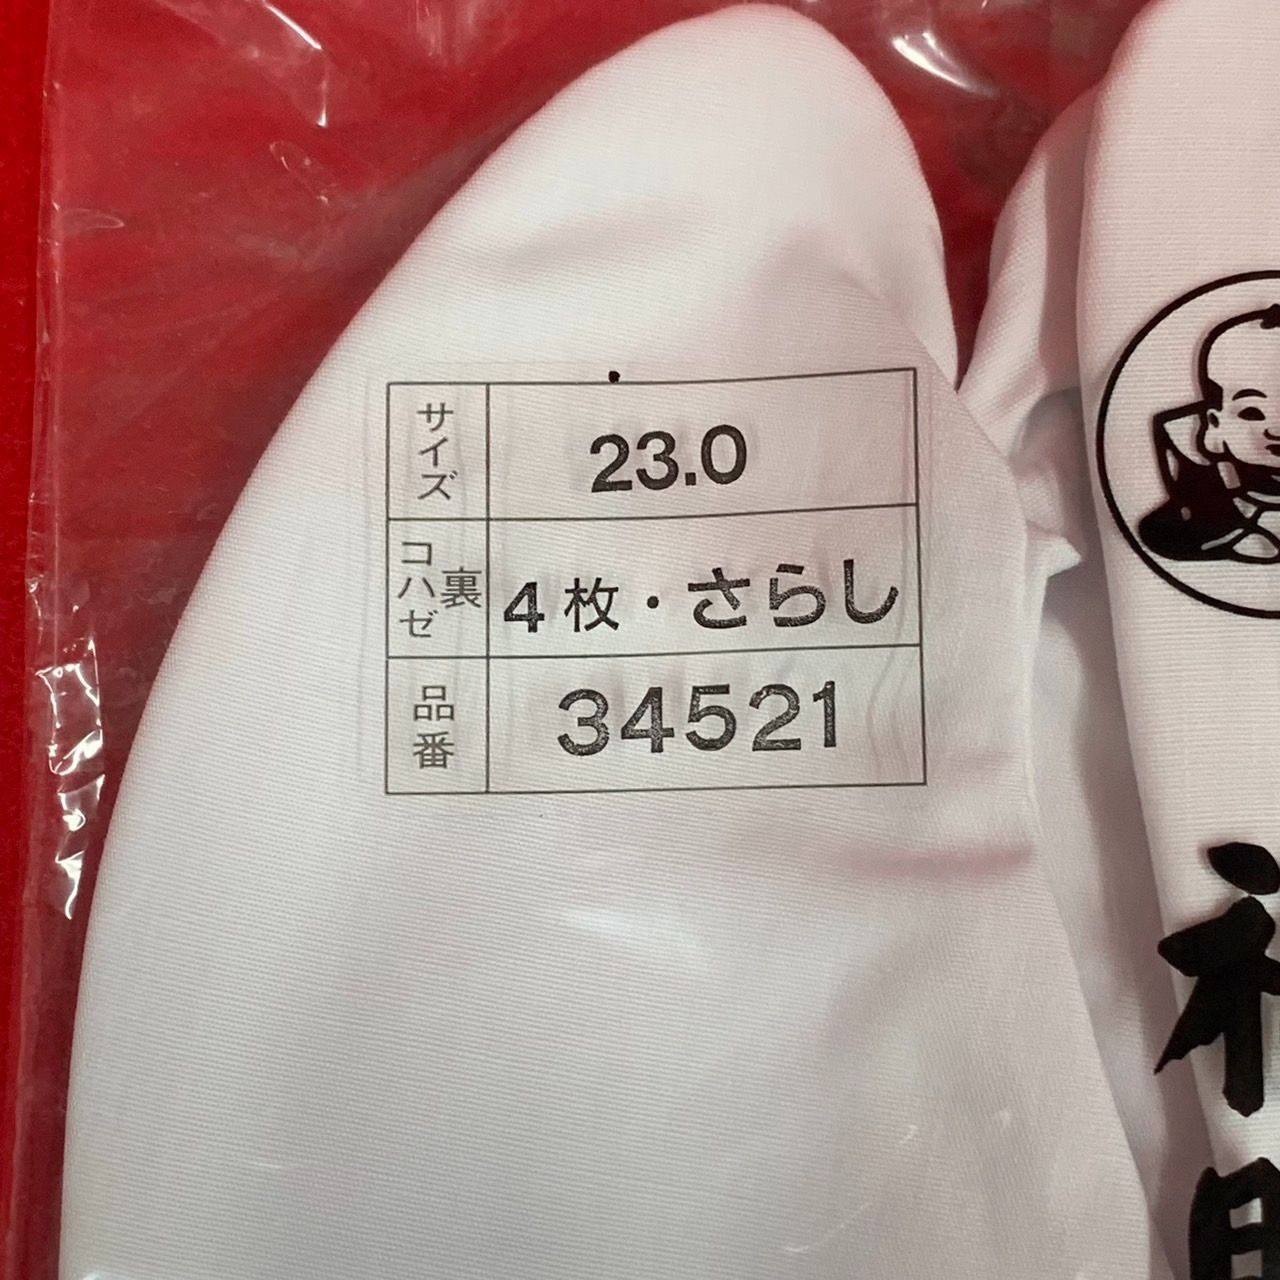 サイズ 23.0
コハゼ 裏 4枚・さらし
品番 34521